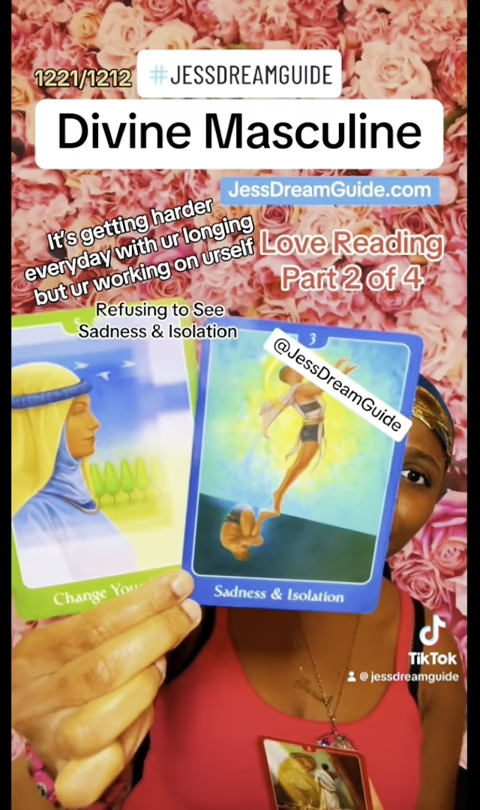 1221/1212
#JESSDREAMGUIDE
Divine Masculine
JessDreamGuide.com
It's getting harder
everyday with ur longing
but ur working on urself
Love Reading
Part 2 of 4
Refusing to See
Sadness & Isolation
3
@JessDreamGuide
Change You
Sadness & Isolation
TikTok
@jessdreamguide